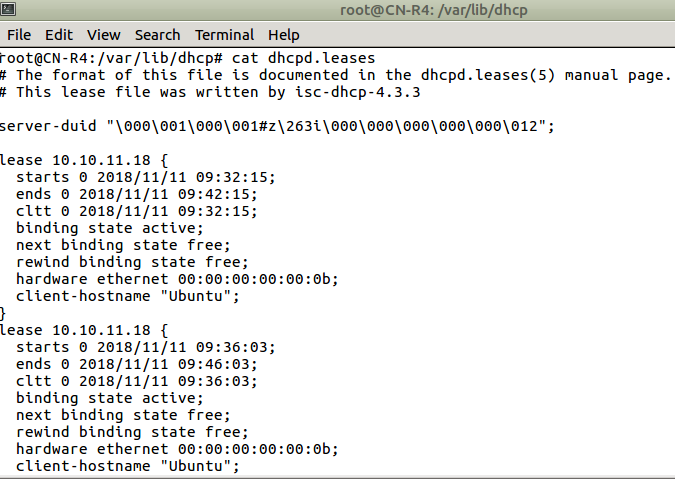 root@CN-R4: /var/lib/dhcp
File Edit View Search Terminal Help
root@CN-R4:/var/lib/dhcp# cat dhcpd.leases
# The format of this file is documented in the dhcpd.leases(5) manual page.
# This lease file was written by isc-dhcp-4.3.3
server-duid "\000\001\000\001#z\263i\000\000\000\000\000\012";
lease 10.10.11.18 {
starts 0 2018/11/11 09:32:15;
ends 0 2018/11/11 09:42:15;
cltt 0 2018/11/11 09:32:15;
binding state active;
next binding state free;
rewind binding state free;
hardware ethernet 00:00:00:00:00:0b;
client-hostname "Ubuntu";
}
lease 10.10.11.18 {
starts 0 2018/11/11 09:36:03;
ends 0 2018/11/11 09:46:03;
cltt 0 2018/11/11 09:36:03;
binding state active;
next binding state free;
rewind binding state free;
hardware ethernet 00:00:00:00:00:0b;
client-hostname "Ubuntu";